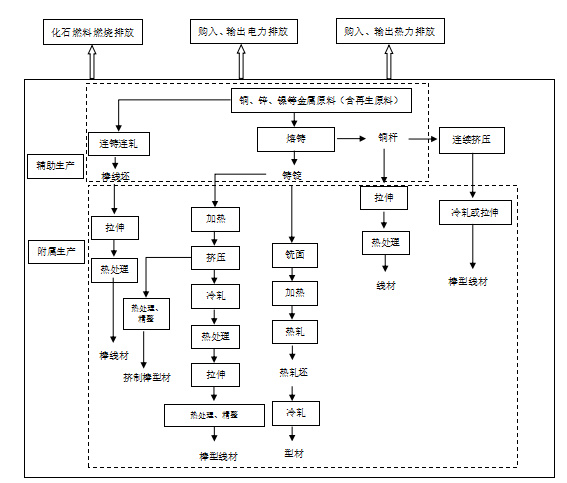 化石燃料燃烧排放
购入、输出电力排放
购入、输出热力排放
铜、锌、镍等金属原料（含再生原料）
连铸连轧
熔铸
铜杆
连续挤压
辅助生产
棒线坯
铸锭
拉伸
加热
拉伸
冷轧或拉伸
附属生产
热处理
挤压
铣面
热处理
热处理、
精整
冷轧
加热
线材
棒型线材
热处理
热轧
棒线材
挤制棒型材
拉伸
热轧坯
热处理、精整
冷轧
棒型线材
型材